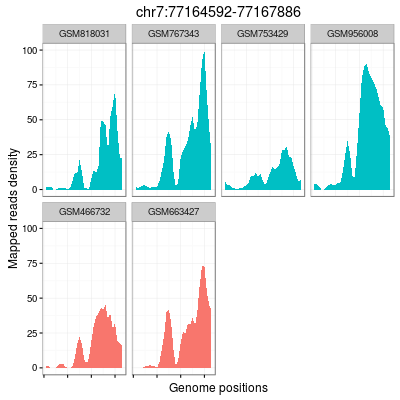 chr7:77164592-77167886
GSM818031 GSM767343 GSM753429 GSM956008
100
75
50
25
0
GSM466732 GSM663427
100
75
50
25
0
Mapped reads density
Genome positions